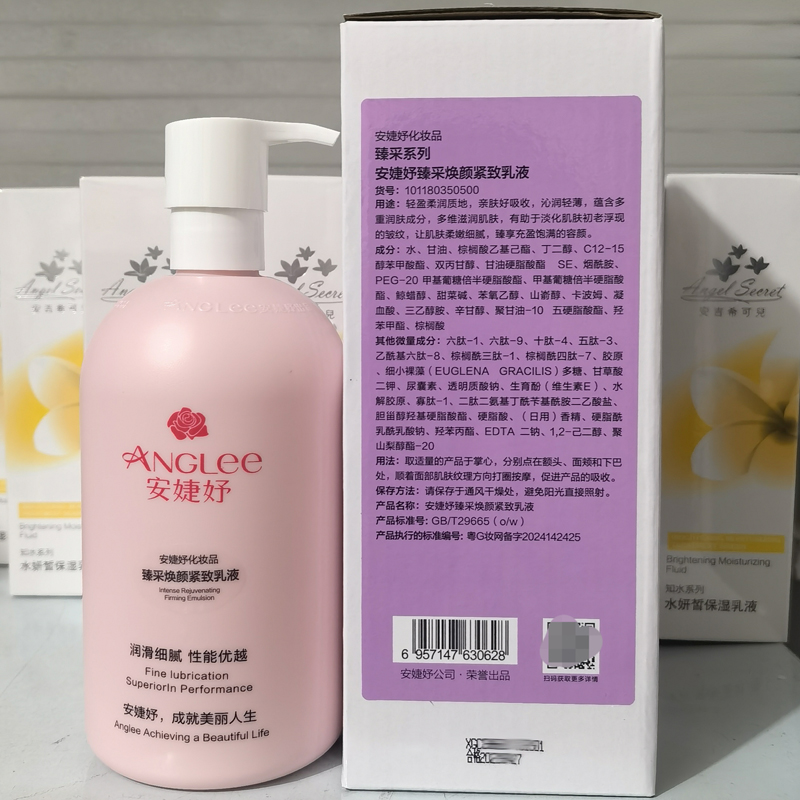 ANGLEE
ANGLee
安婕妤
安婕妤化妆品
臻采焕颜紧致乳液
Intense Rejuvenating
Firming Emulsion
润滑细腻 性能优越
Fine lubrication
SuperiorIn Performance
安婕妤，成就美丽人生
Anglee Achieving a Beautiful Life
安婕妤化妆品
臻采系列
安婕妤臻采焕颜紧致乳液
货号：101180350500
用途：轻盈柔润质地，亲肤好吸收，沁润轻薄，蕴含多
重润肤成分，多维滋润肌肤，有助于淡化肌肤初老浮现
的皱纹，让肌肤柔嫩细腻，臻享充盈饱满的容颜。
成分：水、甘油、棕榈酸乙基己酯、丁二醇、C12-15
醇苯甲酸酯、双丙甘醇、甘油硬脂酸酯 SE、烟酰胺、
PEG-20 甲基葡糖倍半硬脂酸酯、甲基葡糖倍半硬脂酸
酯、鲸蜡醇、甜菜碱、苯氧乙醇、山嵛醇、卡波姆、凝
血酸、三乙醇胺、辛甘醇、聚甘油-10 五硬脂酸酯、羟
苯甲酯、棕榈酸
其他微量成分：六肽-1、六肽-9、十肽-4、五肽-3、
乙酰基六肽-8、棕榈酰三肽-1、棕榈酰四肽-7、胶原
、细小裸藻（EUGLENA GRACILIS）多糖、甘草酸
二钾、尿囊素、透明质酸钠、生育酚（维生素E）、水
解胶原、寡肽-1、二肽二氨基丁酰苄基酰胺二乙酸盐、
胆甾醇羟基硬脂酸酯、硬脂酸、（日用）香精、硬脂酰
乳酰乳酸钠、羟苯丙酯、EDTA 二钠、1,2-己二醇、聚
山梨醇酯-20
用法：取适量的产品于掌心，分别点在额头、面颊和下巴
处，顺着面部肌肤纹理方向打圈按摩，促进产品的吸收。
保存方法：请保存于通风干燥处，避免阳光直接照射。
产品名称：安婕妤臻采焕颜紧致乳液
产品标准号：GB/T29665（o/w）
产品执行的标准编号：粤G妆网备字2024142425
6 957147 630628
安婕妤公司·荣誉出品
扫码获取更多详情
Angel Secret
安吉希可兒
Brightening Moisturizing
Fluid
知水系列
水妍皙保湿乳液
Angel Secret
Brightening Mois
Fluid
知水系列
水妍皙保湿